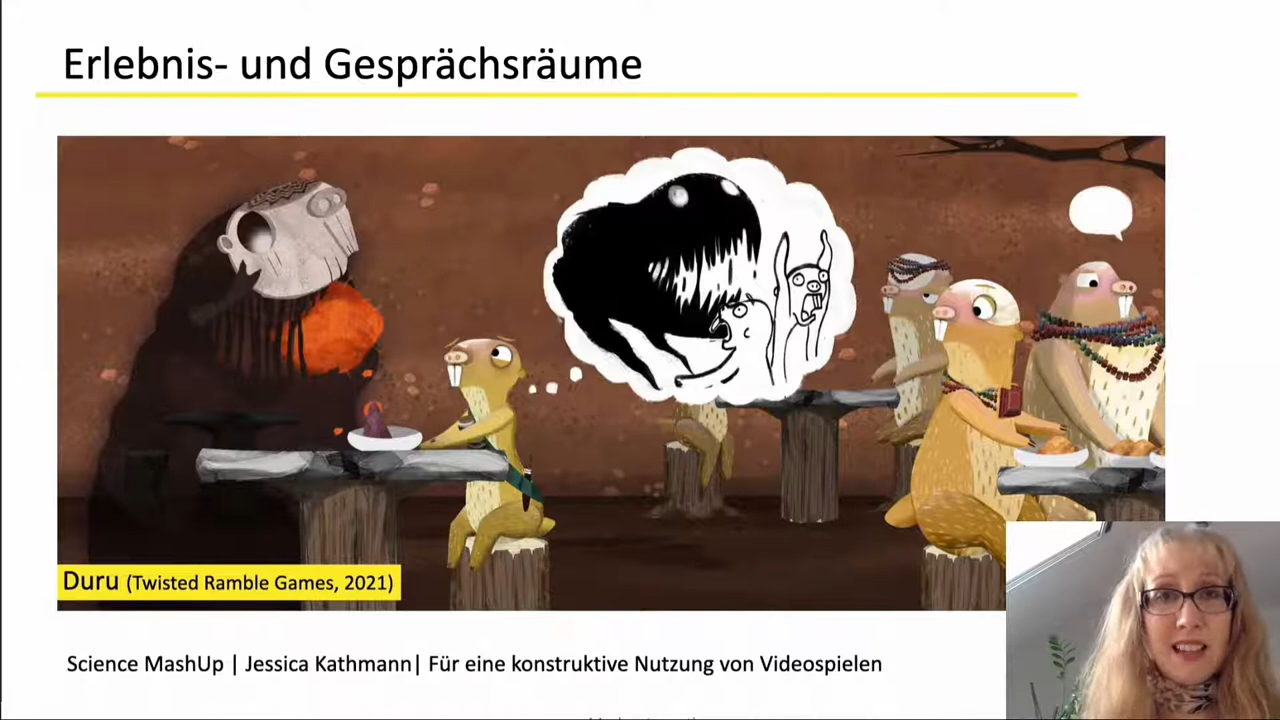 Erlebnis- und Gesprächsräume
Duru (Twisted Ramble Games, 2021)
Science MashUp | Jessica Kathmann| Für eine konstruktive Nutzung von Videospielen